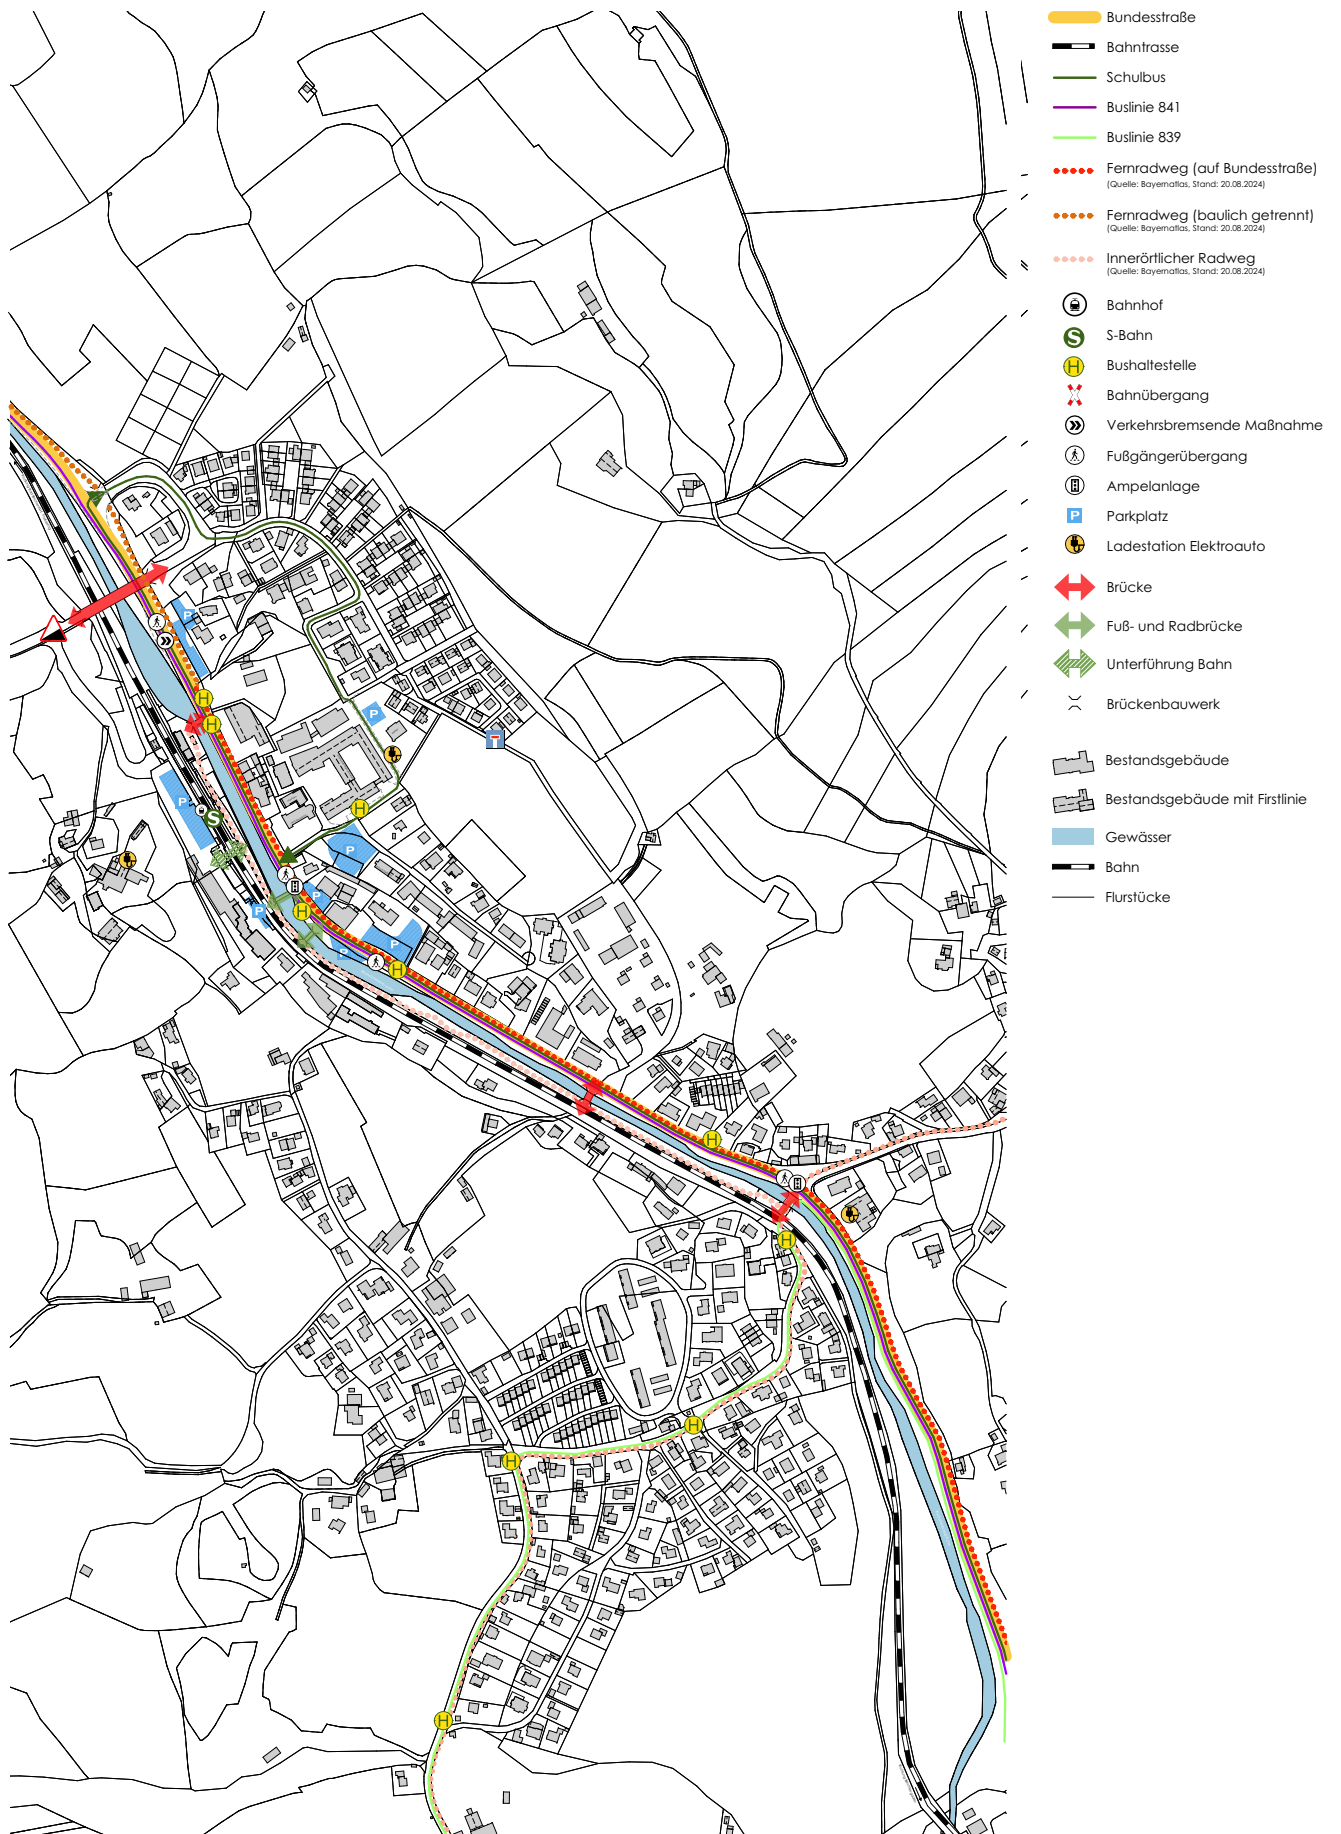 Bundesstraße
Bahntrasse
Schulbus
Buslinie 841
Buslinie 839
Fernradweg (auf Bundesstraße)
(Quelle: Bayernatlas, Stand: 20.08.2024)
Fernradweg (baulich getrennt)
(Quelle: Bayernatlas, Stand: 20.08.2024)
Innerörtlicher Radweg
(Quelle: Bayernatlas, Stand: 20.08.2024)
Bahnhof
S S-Bahn
H Bushaltestelle
Bahnübergang
Verkehrsbremsende Maßnahme
Fußgängerübergang
Ampelanlage
P Parkplatz
Ladestation Elektroauto
Brücke
Fuß- und Radbrücke
Unterführung Bahn
Brückenbauwerk
Bestandsgebäude
Bestandsgebäude mit Firstlinie
Gewässer
Bahn
Flurstücke
P
H
P
H
P
S
H
P
P
P
H
P
P
H
H
H
H
H
H